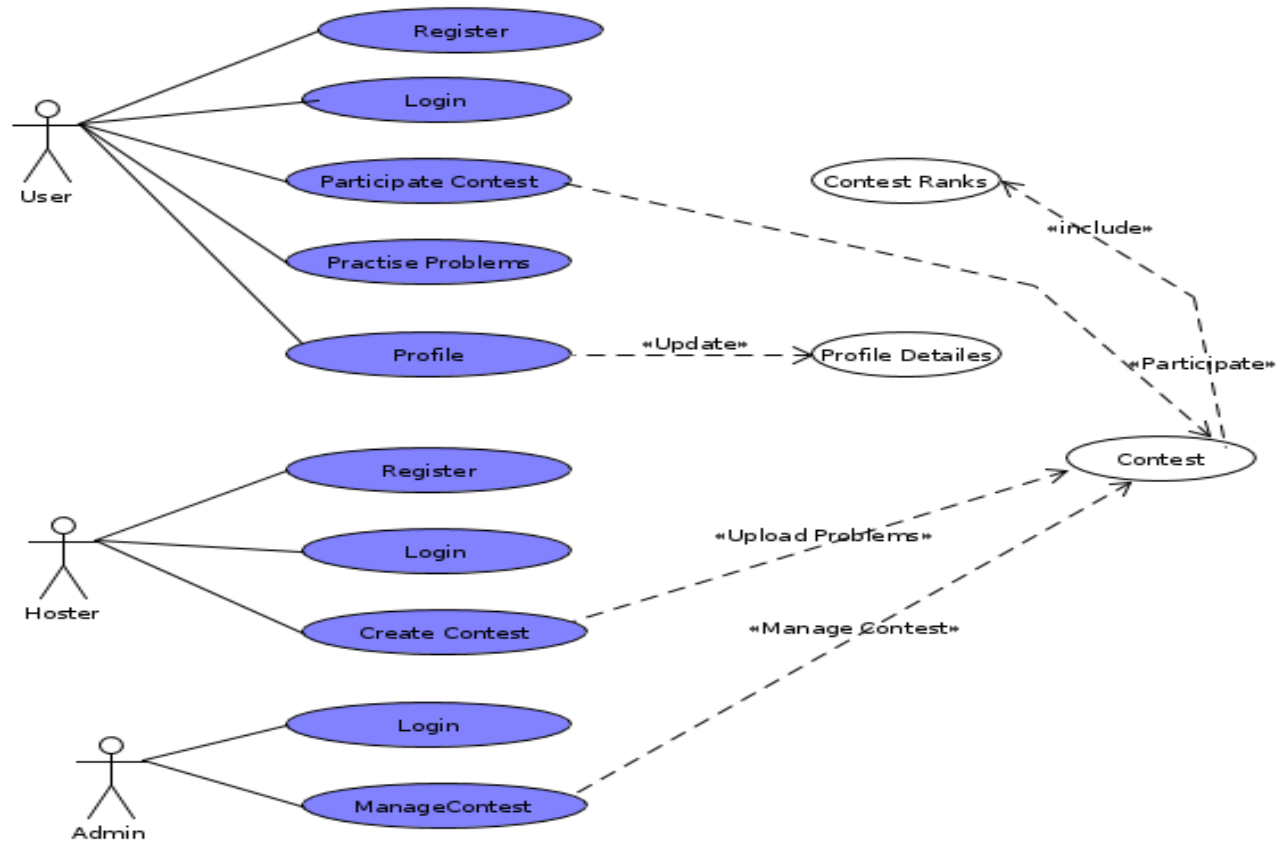 Register
Login
User
Participate Contest
Contest Ranks
«include»
Practise Problems
«Update»
Profile
Profile Detailes
«Participate»
Contest
Register
«Upload Problems»
Login
Hoster
Create Contest
«Manage Contest»
Login
ManageContest
Admin